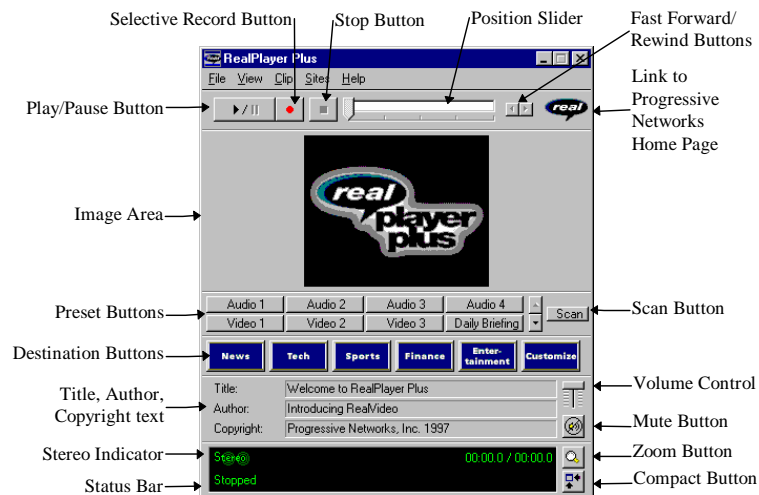 Selective Record Button
Stop Button
Position Slider
Fast Forward/
Rewind Buttons
RealPlayer Plus
File View Clip Sites Help
Play/Pause Button
Link to
Progressive
Networks
Home Page
real
Image Area
real
player
plus
Preset Buttons
Audio 1 Audio 2 Audio 3 Audio 4
Video 1 Video 2 Video 3 Daily Briefing
Scan
Scan Button
Destination Buttons
News Tech Sports Finance Enter-
tainment Customize
Title, Author,
Copyright text
Title: Welcome to RealPlayer Plus
Author: Introducing RealVideo
Copyright: Progressive Networks, Inc. 1997
Volume Control
Mute Button
Stereo Indicator
Stereo 00:00.0 / 00:00.0
Zoom Button
Status Bar
Stopped
Compact Button